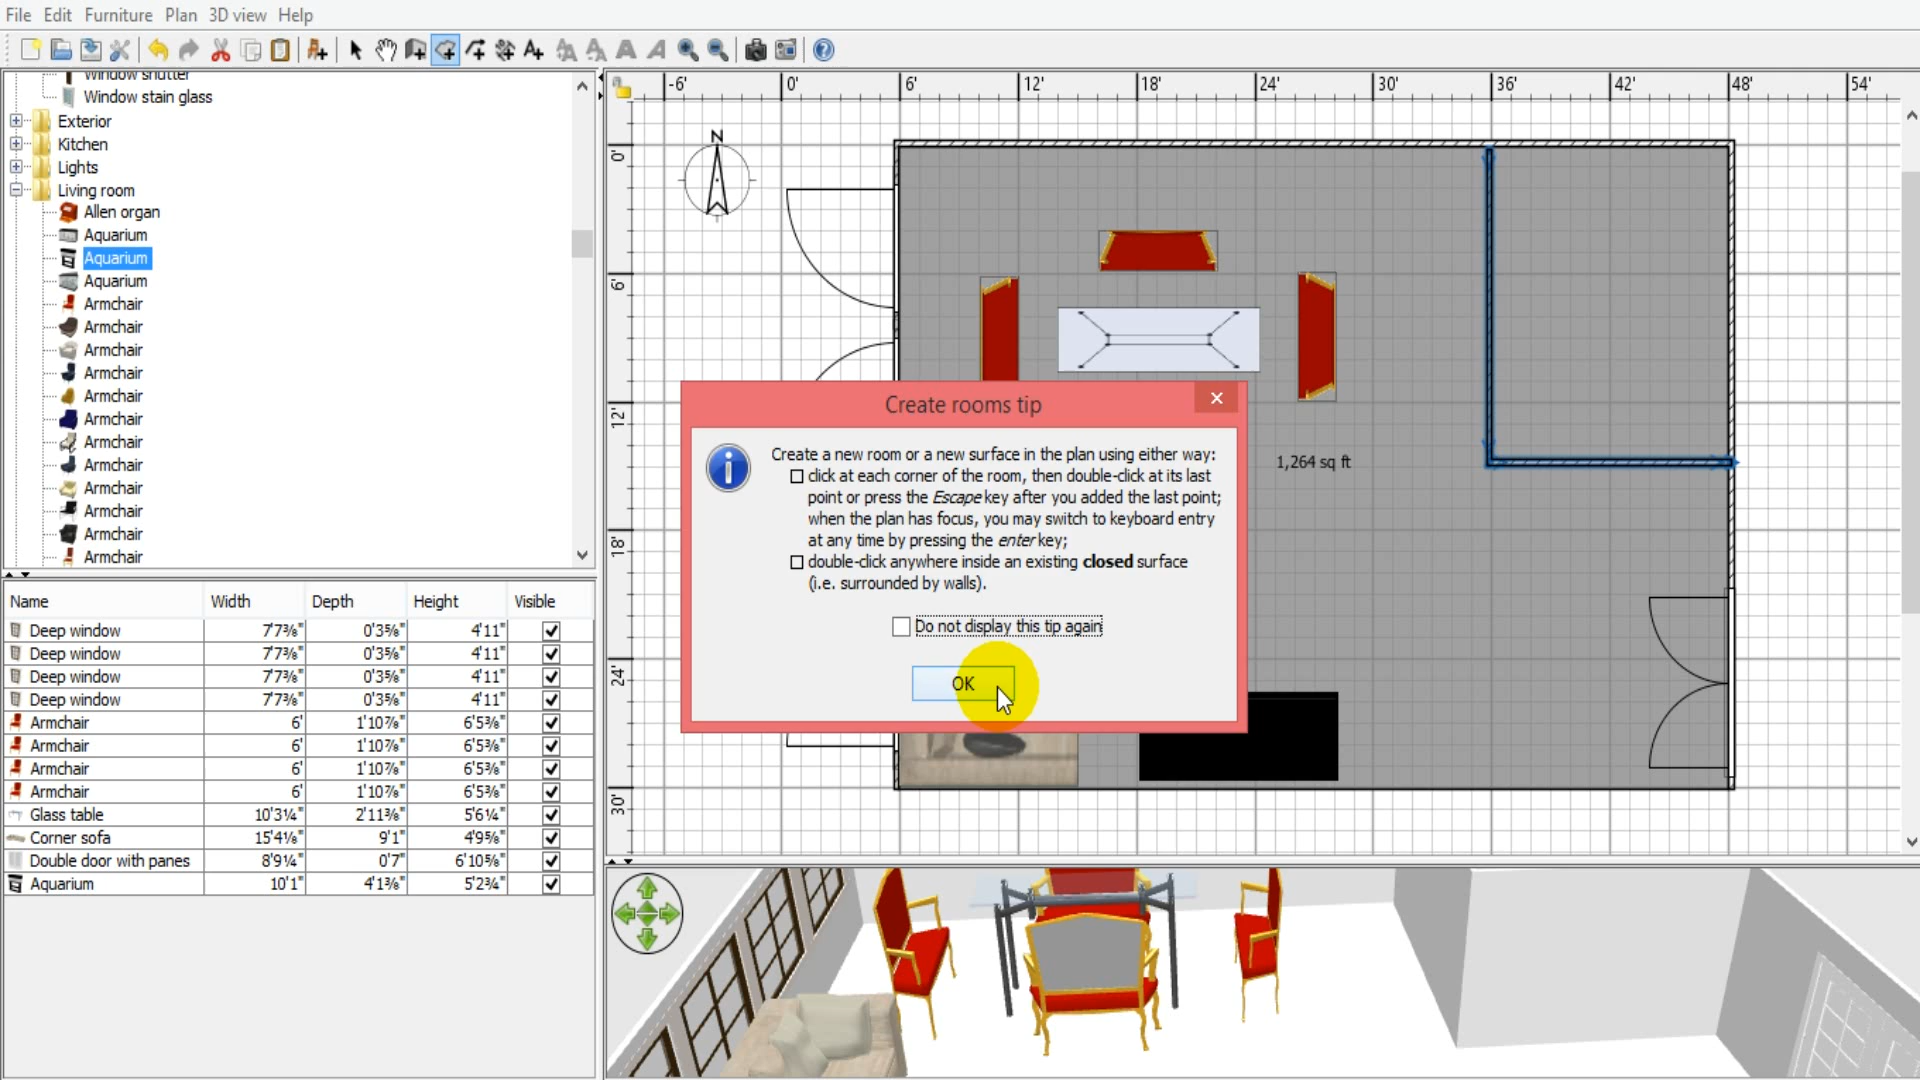 File Edit Furniture Plan 3D view Help
Window shutter
Window stain glass
Exterior
Kitchen
Lights
Living room
Allen organ
Aquarium
Aquarium
Aquarium
Armchair
Armchair
Armchair
Armchair
Armchair
Armchair
Armchair
Armchair
Armchair
Armchair
Armchair
Armchair
Name Width Depth Height Visible
Deep window 7'7⅜" 0'3⅝" 4'11"
Deep window 7'7⅜" 0'3⅝" 4'11"
Deep window 7'7⅜" 0'3⅝" 4'11"
Deep window 7'7⅜" 0'3⅝" 4'11"
Armchair 6' 1'10⅞" 6'5⅜"
Armchair 6' 1'10⅞" 6'5⅜"
Armchair 6' 1'10⅞" 6'5⅜"
Armchair 6' 1'10⅞" 6'5⅜"
Glass table 10'3¼" 2'11⅜" 5'6¼"
Corner sofa 15'4⅛" 9'1" 4'9⅝"
Double door with panes 8'9¼" 0'7" 6'10⅝"
Aquarium 10'1" 4'1⅜" 5'2¾"
-6' 0' 6' 12' 18' 24' 30' 36' 42' 48' 54'
0'
6'
12'
18'
24'
30'
N
1,264 sq ft
Create rooms tip
Create a new room or a new surface in the plan using either way:
click at each corner of the room, then double-click at its last
point or press the Escape key after you added the last point;
when the plan has focus, you may switch to keyboard entry
at any time by pressing the enter key;
double-click anywhere inside an existing closed surface
(i.e. surrounded by walls).
Do not display this tip again
OK